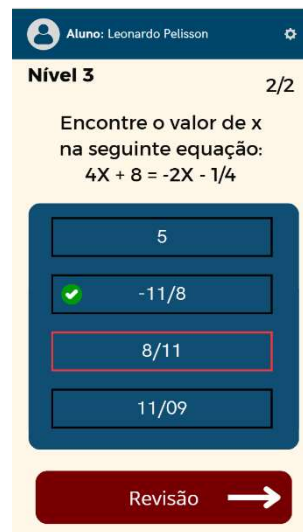 Aluno: Leonardo Pelisson
Nível 3
2/2
Encontre o valor de x
na seguinte equação:
4X + 8 = -2X - 1/4
5
-11/8
8/11
11/09
Revisão